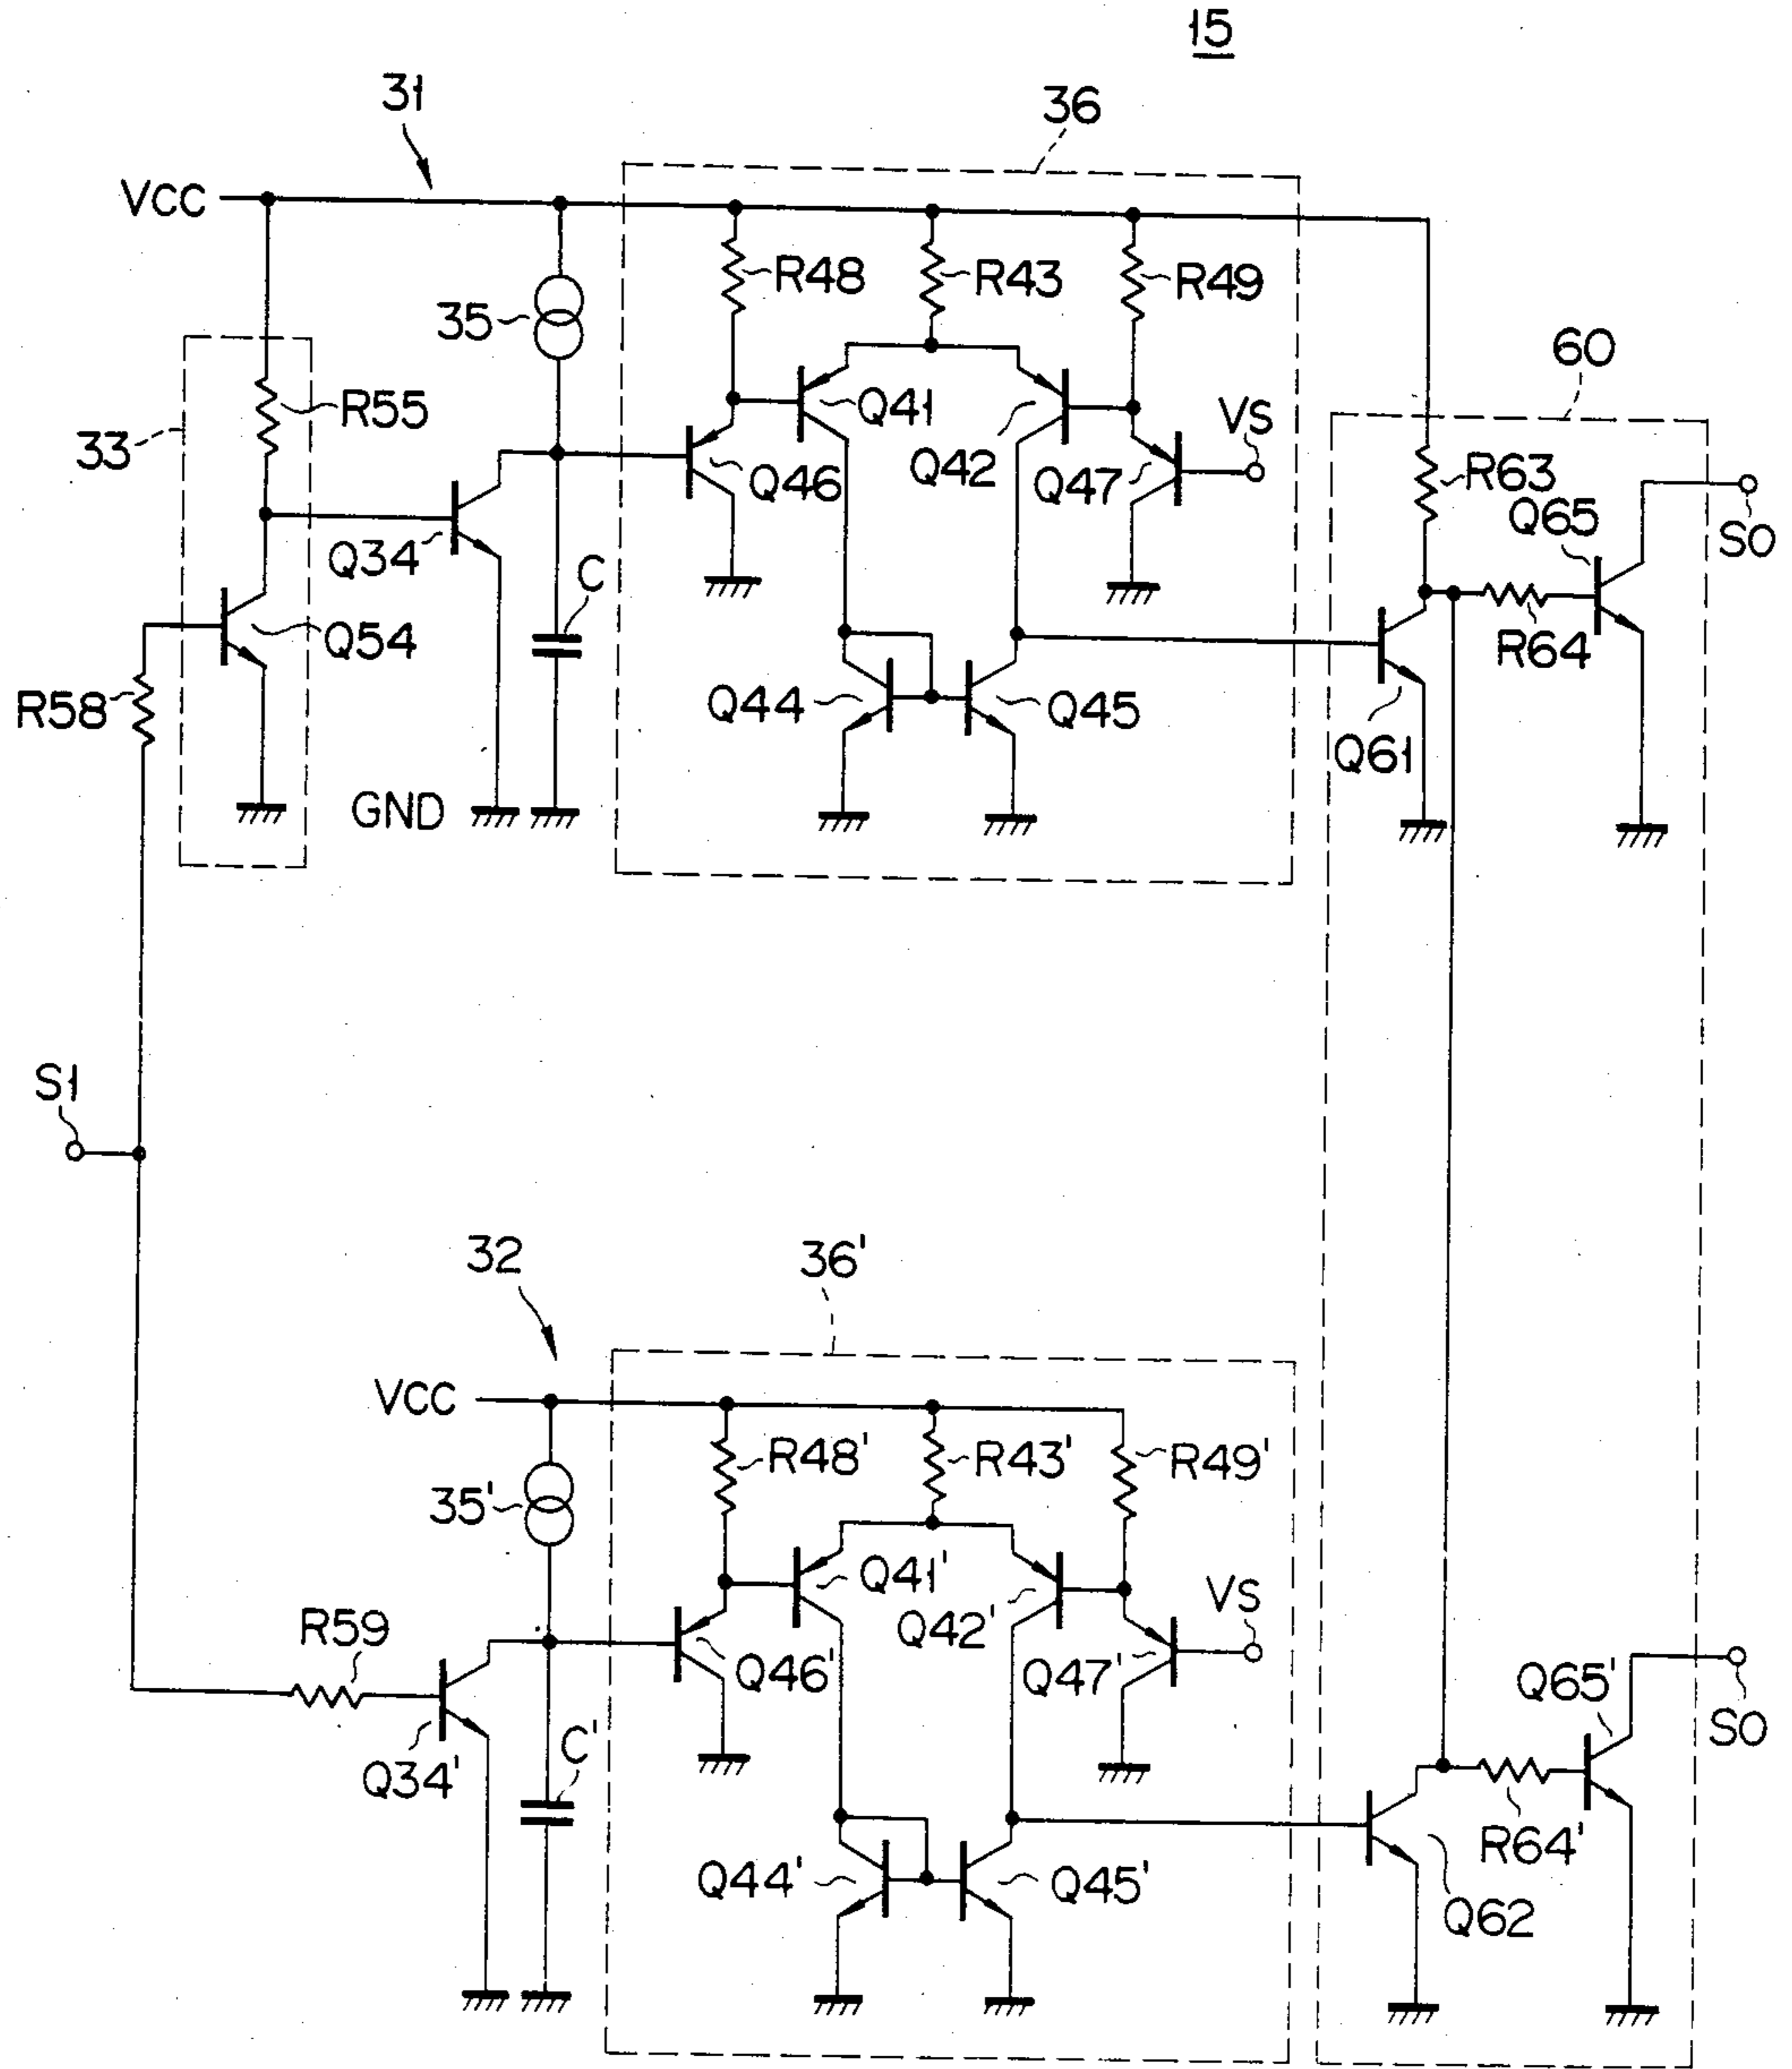 15
31
36
VCC
R48
R43
R49
35
60
R55
Q41
VS
33
Q46
Q42
Q47
R63
Q65
SO
Q34
C
Q54
R64
R58
Q44
Q45
Q61
GND
S1
32
36'
VCC
R48'
R43'
R49'
35'
Q41'
VS
R59
Q42'
Q46'
Q47'
Q65'
SO
Q34'
C'
R64'
Q44'
Q45'
Q62